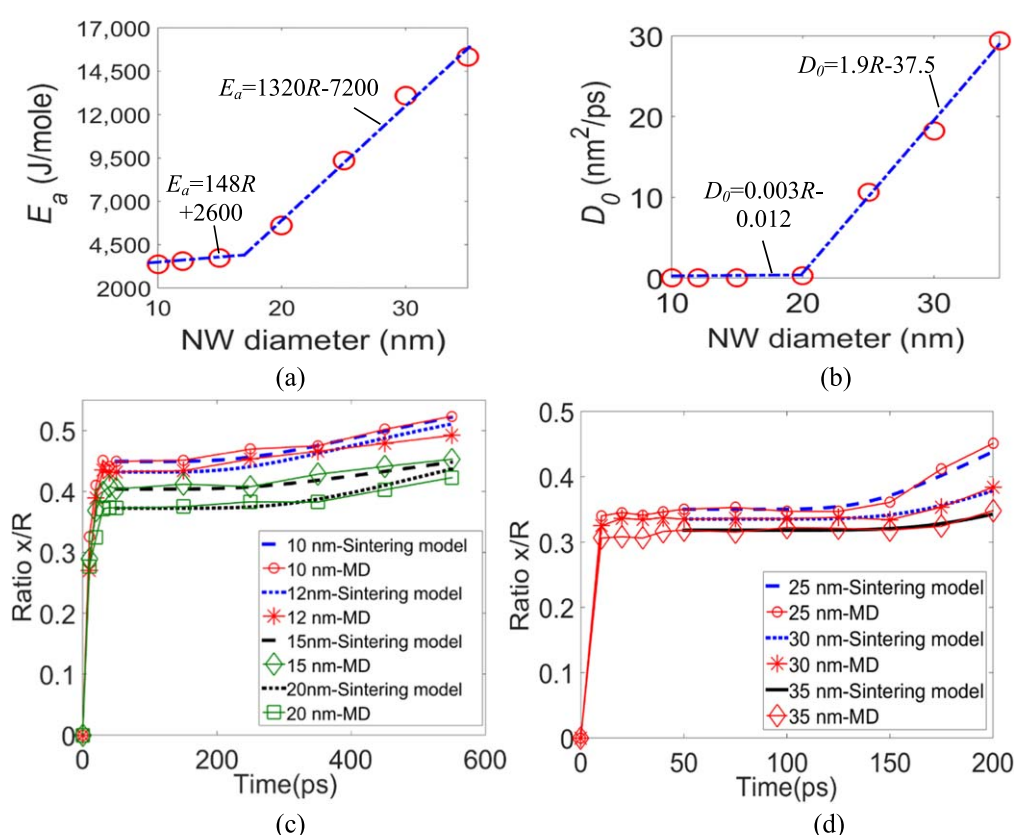 17,000
14,500
12,000
9,500
7,000
4,500
2000
E_a (J/mole)
E_a=1320R-7200
E_a=148R
+2600
10
20
30
NW diameter (nm)
(a)
30
20
10
0
D_0 (nm^2/ps)
D_0=1.9R-37.5
D_0=0.003R-
0.012
10
20
30
NW diameter (nm)
(b)
0.5
0.4
0.3
0.2
0.1
0
Ratio x/R
10 nm-Sintering model
10 nm-MD
12nm-Sintering model
12 nm-MD
15nm-Sintering model
15 nm-MD
20nm-Sintering model
20 nm-MD
0
200
400
600
Time(ps)
(c)
0.5
0.4
0.3
0.2
0.1
0
Ratio x/R
25 nm-Sintering model
25 nm-MD
30 nm-Sintering model
30 nm-MD
35 nm-Sintering model
35 nm-MD
0
50
100
150
200
Time(ps)
(d)